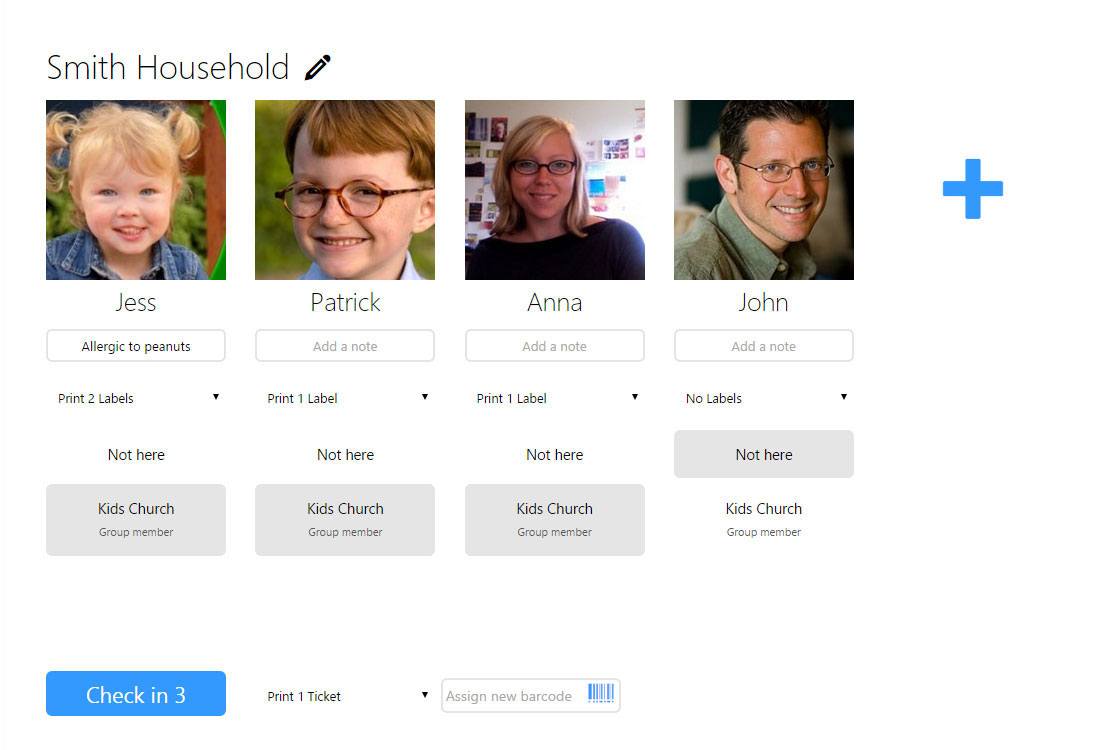 Smith Household
Jess Patrick Anna John
Allergic to peanuts Add a note Add a note Add a note
Print 2 Labels Print 1 Label Print 1 Label No Labels
Not here Not here Not here Not here
Kids Church Kids Church Kids Church Kids Church
Group member Group member Group member Group member
Check in 3 Print 1 Ticket Assign new barcode